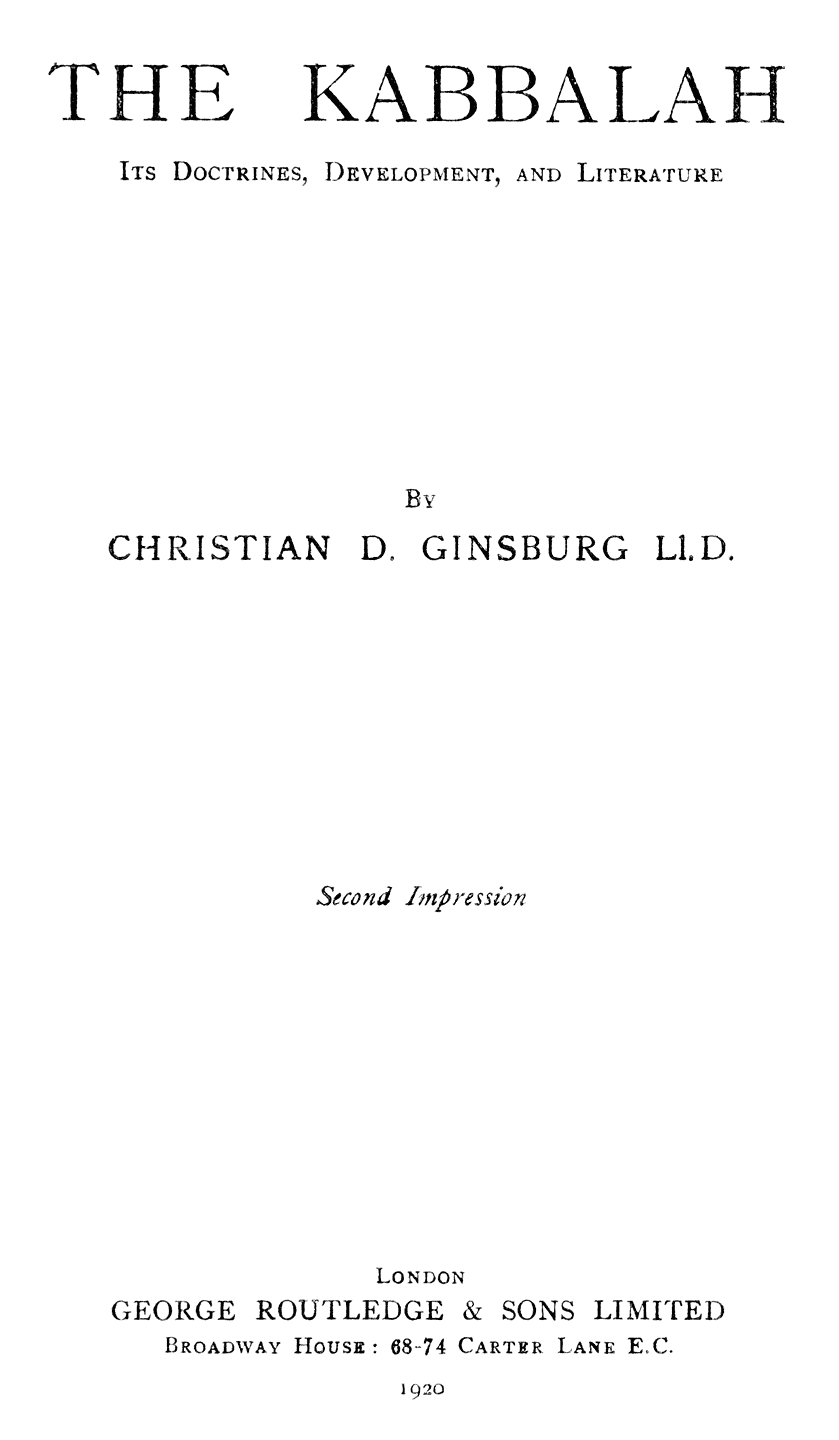 THE KABBALAH
Its Doctrines, Development, and Literature
By
CHRISTIAN D. GINSBURG Ll.D.
Second Impression
London
GEORGE ROUTLEDGE & SONS LIMITED
Broadway House: 68-74 Carter Lane E.C.
1920